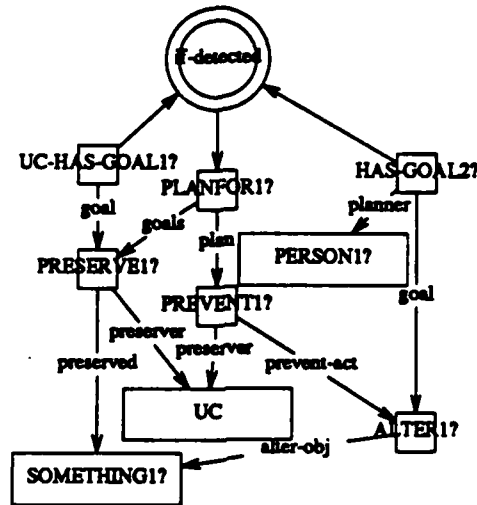 if-detected
UC-HAS-GOAL1?
PLANFOR1?
HAS-GOAL2?
goal
goals
planner
plan
PRESERVE1?
PERSON1?
goal
PREVENT1?
preserver
preserver
preserved
prevent-act
UC
ALTER1?
alter-obj
SOMETHING1?